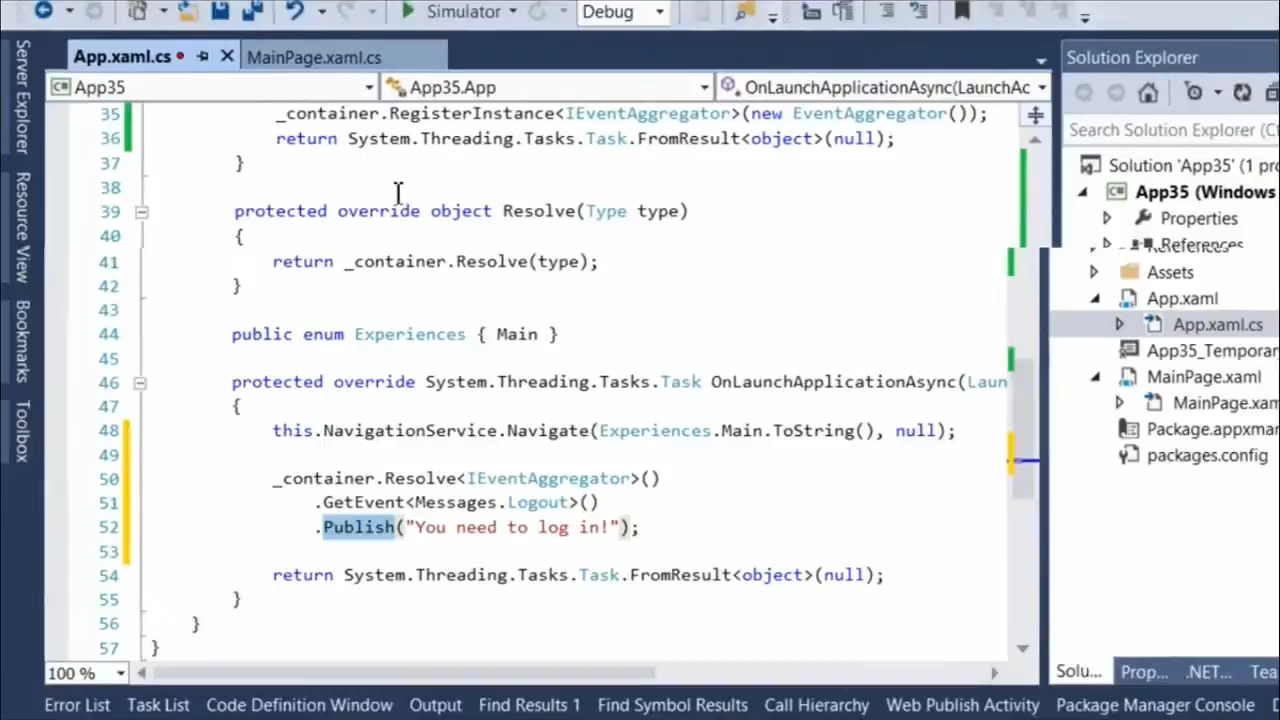 Simulator
Debug
App.xaml.cs
MainPage.xaml.cs
Solution Explorer
App35
App35.App
OnLaunchApplicationAsync(LaunchAc
Server Explorer
Resource View
Bookmarks
Toolbox
35 _container.RegisterInstance<IEventAggregator>(new EventAggregator());
36 return System.Threading.Tasks.Task.FromResult<object>(null);
37 }
38
39 protected override object Resolve(Type type)
40 {
41 return _container.Resolve(type);
42 }
43
44 public enum Experiences { Main }
45
46 protected override System.Threading.Tasks.Task OnLaunchApplicationAsync(Laun
47 {
48 this.NavigationService.Navigate(Experiences.Main.ToString(), null);
49
50 _container.Resolve<IEventAggregator>()
51 .GetEvent<Messages.Logout>()
52 .Publish("You need to log in!");
53
54 return System.Threading.Tasks.Task.FromResult<object>(null);
55 }
56 }
57 }
100 %
Search Solution Explorer (C
Solution 'App35' (1 pr
App35 (Windows
Properties
References
Assets
App.xaml
App.xaml.cs
App35_Temporar
MainPage.xaml
MainPage.xam
Package.appxmar
packages.config
Solu... Prop... .NET... Tea
Error List Task List Code Definition Window Output Find Results 1 Find Symbol Results Call Hierarchy Web Publish Activity Package Manager Console